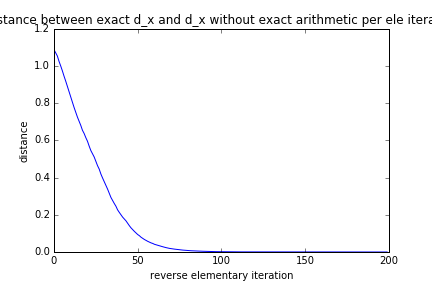 stance between exact d_x and d_x without exact arithmetic per ele itera
1.2
1.0
0.8
0.6
0.4
0.2
0.0
distance
0 50 100 150 200
reverse elementary iteration